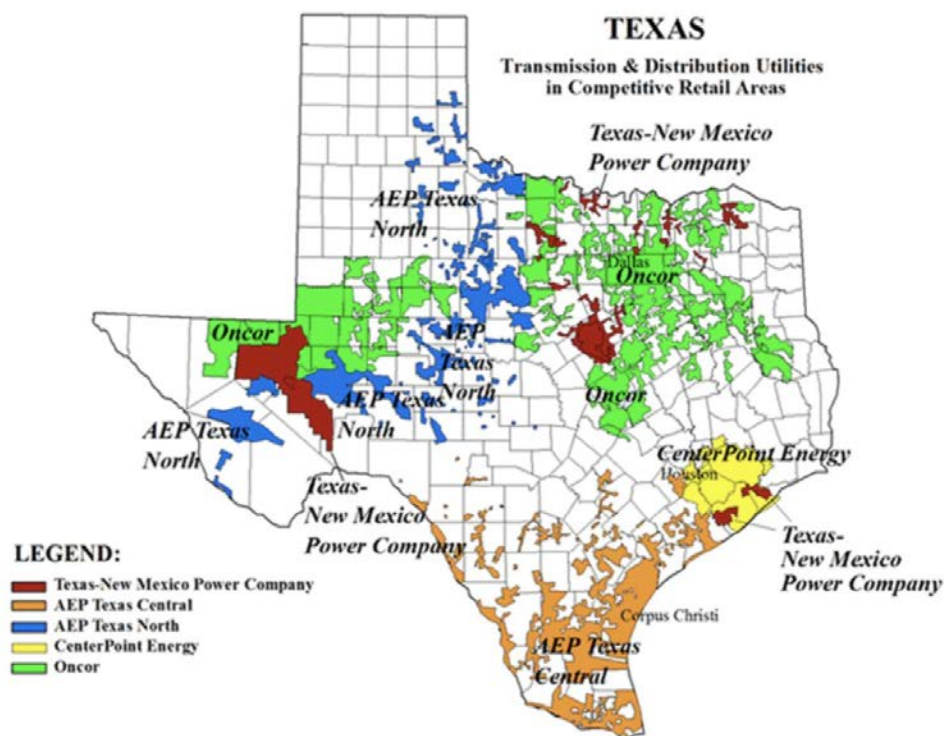 TEXAS
Transmission & Distribution Utilities
in Competitive Retail Areas
Texas-New Mexico
Power Company
AEP Texas
North
Dallas
Oncor
Oncor
AEP
Texas
North
AEP Texas
North
Oncor
AEP Texas
North
CenterPoint Energy
Houston
Texas-
New Mexico
Power Company
Texas-
New Mexico
Power Company
Corpus Christi
AEP Texas
Central
LEGEND:
Texas-New Mexico Power Company
AEP Texas Central
AEP Texas North
CenterPoint Energy
Oncor